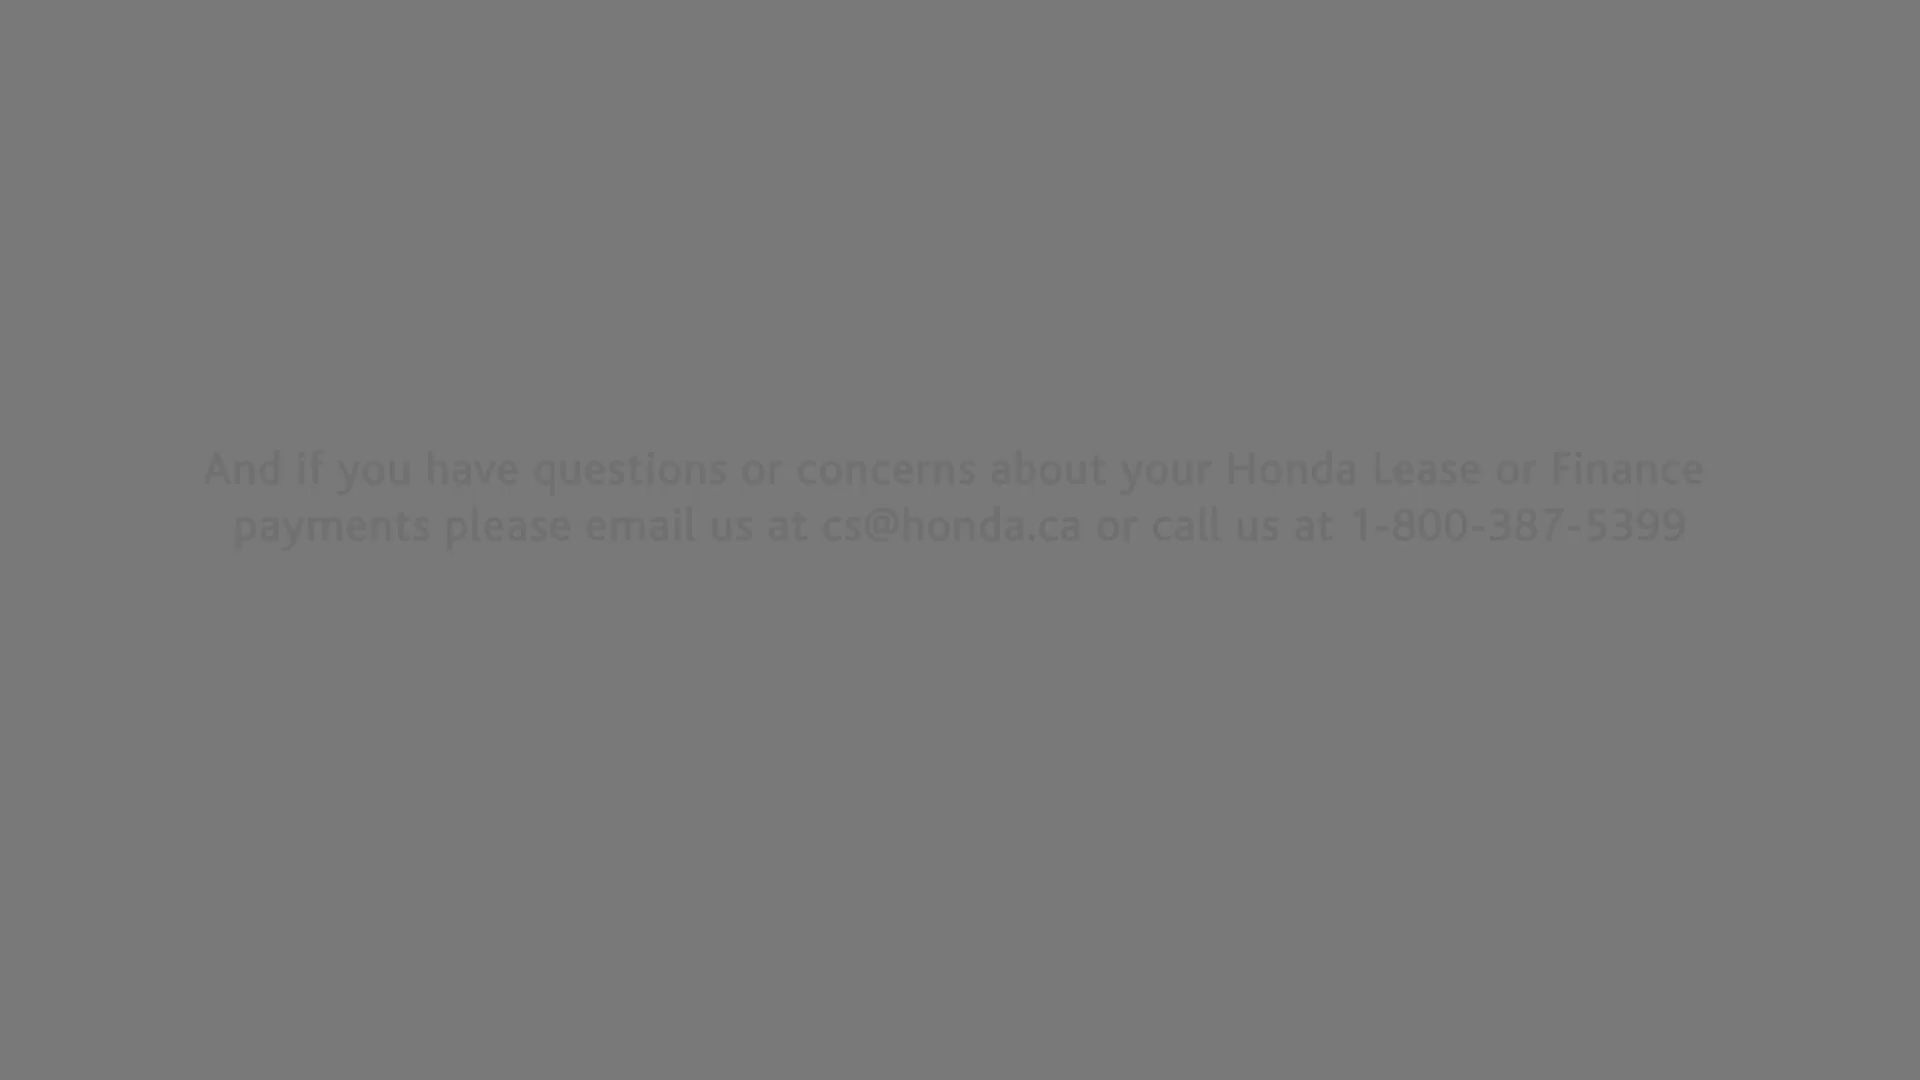 And if you have questions or concerns about your Honda Lease or Finance
payments please email us at cs@honda.ca or call us at 1-800-387-5399